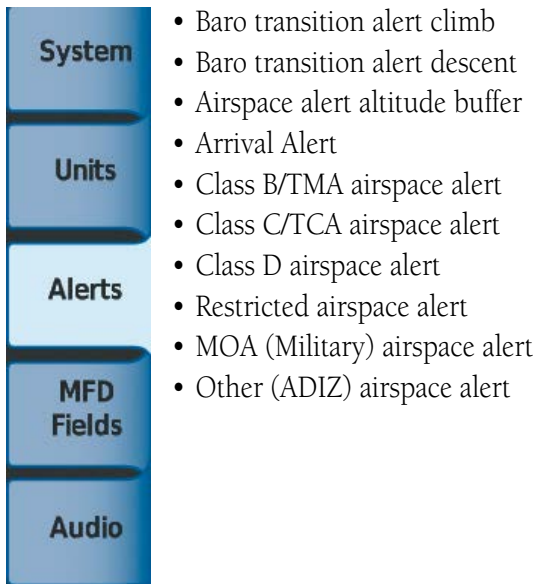 System
Units
Alerts
MFD
Fields
Audio
• Baro transition alert climb
• Baro transition alert descent
• Airspace alert altitude buffer
• Arrival Alert
• Class B/TMA airspace alert
• Class C/TCA airspace alert
• Class D airspace alert
• Restricted airspace alert
• MOA (Military) airspace alert
• Other (ADIZ) airspace alert